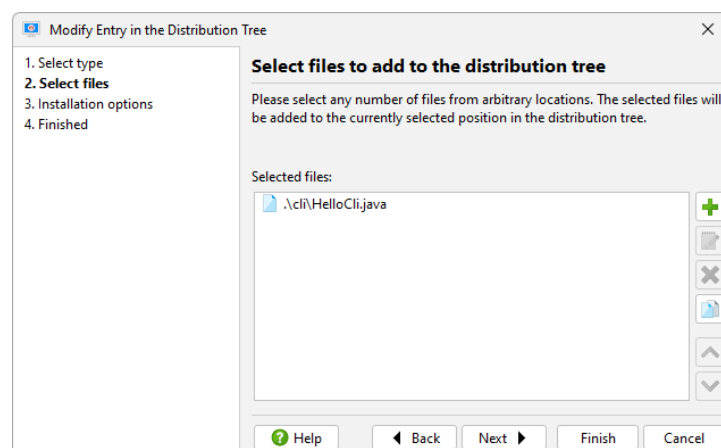 Modify Entry in the Distribution Tree
1. Select type
2. Select files
3. Installation options
4. Finished
Select files to add to the distribution tree
Please select any number of files from arbitrary locations. The selected files will
be added to the currently selected position in the distribution tree.
Selected files:
.\cli\HelloCli.java
Help
Back
Next
Finish
Cancel